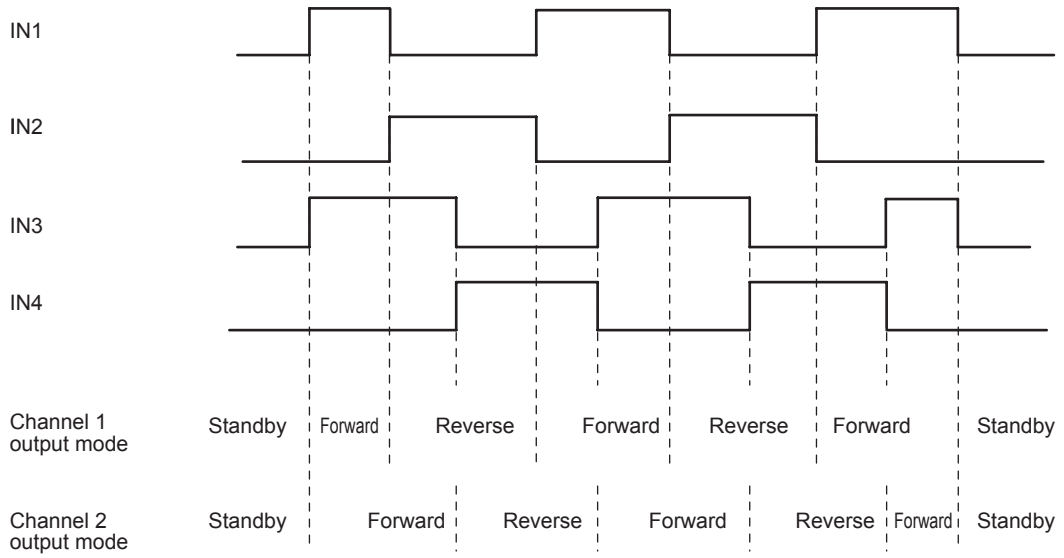 IN1
IN2
IN3
IN4
Channel 1
output mode
Standby Forward Reverse Forward Reverse Forward Standby
Channel 2
output mode
Standby Forward Reverse Forward Reverse Forward Standby